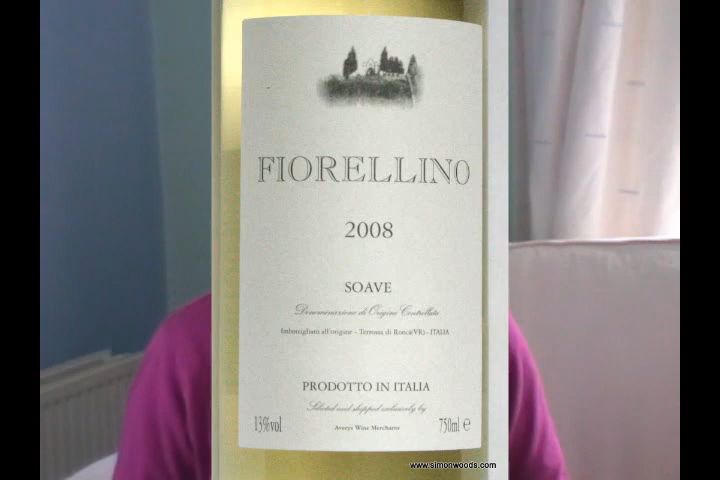 FIORELLINO
2008
SOAVE
Denominazione di Origine Controllata
Imbottigliato all'origine - Terrossa di Roncà(VR) - ITALIA
PRODOTTO IN ITALIA
Selected and shipped exclusively by
13%vol Averys Wine Merchants 750ml e
www.simonwoods.com